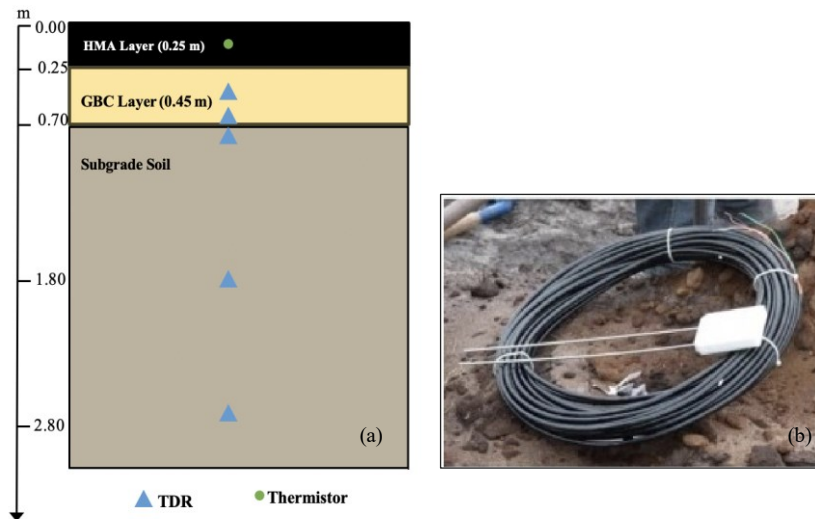 m
0.00
HMA Layer (0.25 m)
0.25
GBC Layer (0.45 m)
0.70
Subgrade Soil
1.80
2.80
(a)
(b)
TDR
Thermistor